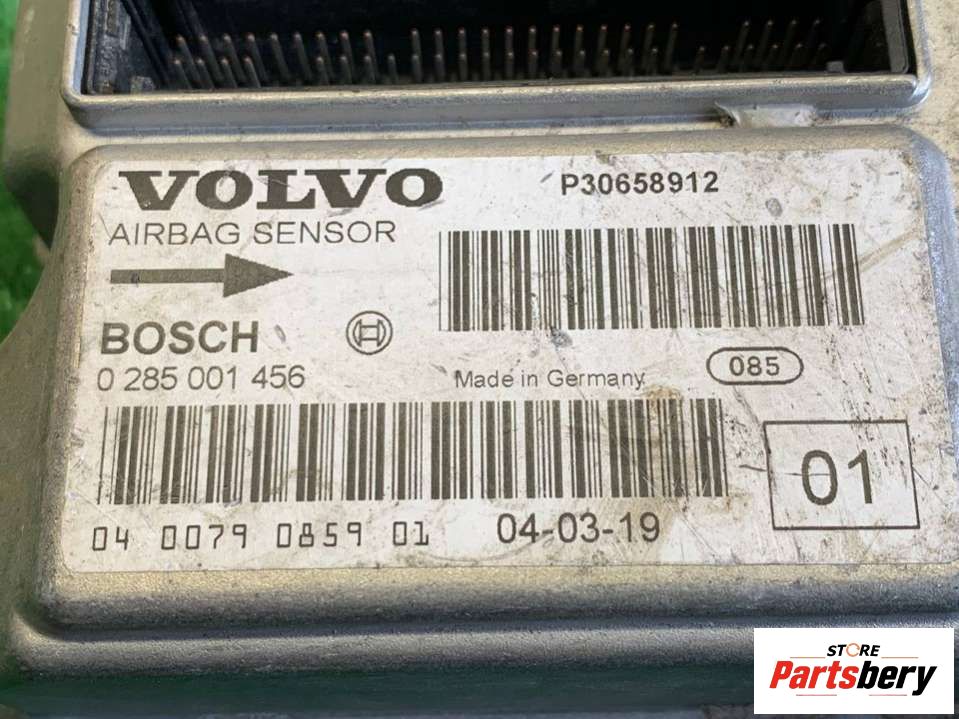 VOLVO
P30658912
AIRBAG SENSOR
BOSCH
0 285 001 456
Made in Germany
085
01
04 0079 0859 01
04-03-19
STORE
Partsbery